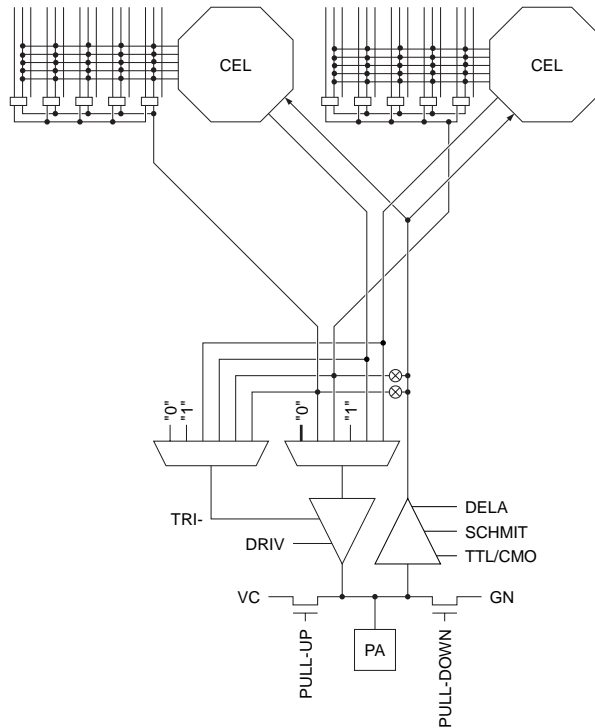 CEL
CEL
"0"
"1"
"0"
"1"
TRI-
DRIV
DELA
SCHMIT
TTL/CMO
VC
GN
PULL-UP
PA
PULL-DOWN